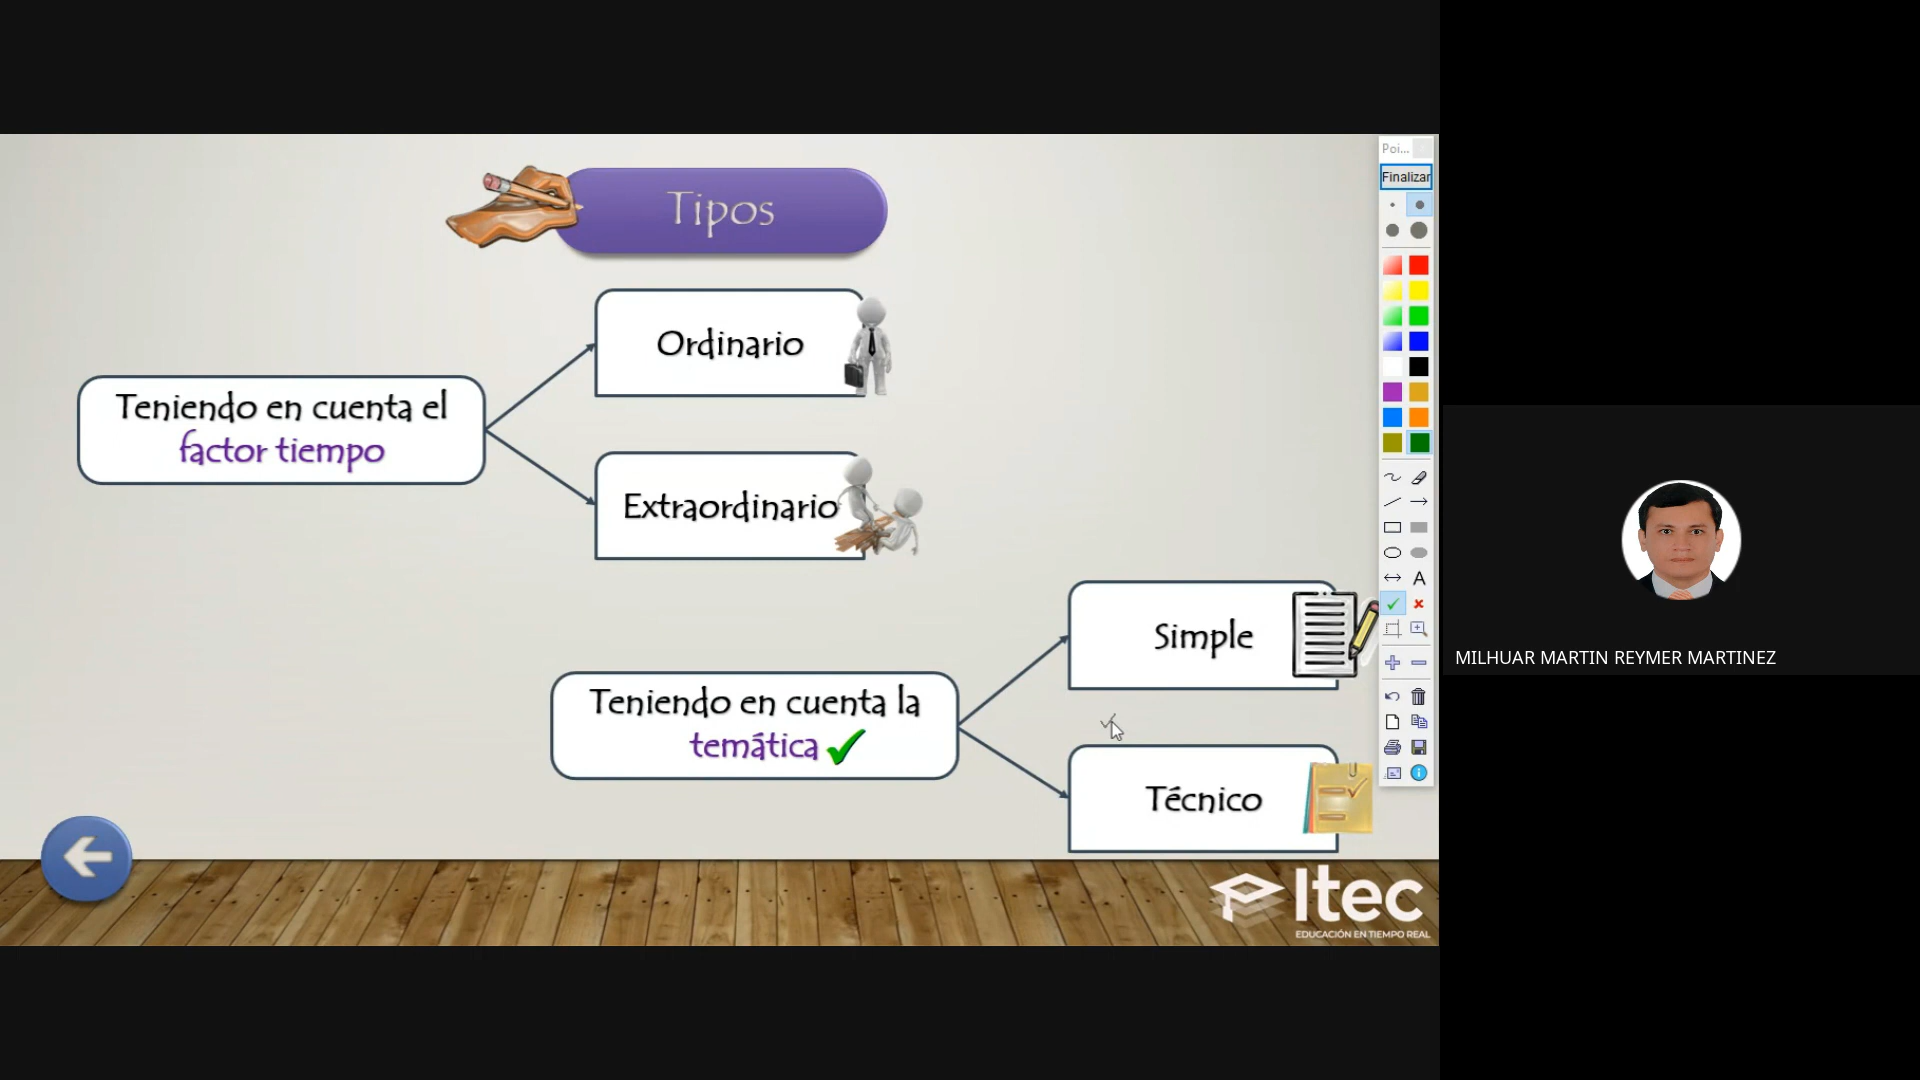 Tipos
Ordinario
Teniendo en cuenta el
factor tiempo
Extraordinario
Simple
Teniendo en cuenta la
temática
Técnico
Itec
EDUCACIÓN EN TIEMPO REAL
Poi...
Finalizar
A
MILHUAR MARTIN REYMER MARTINEZ